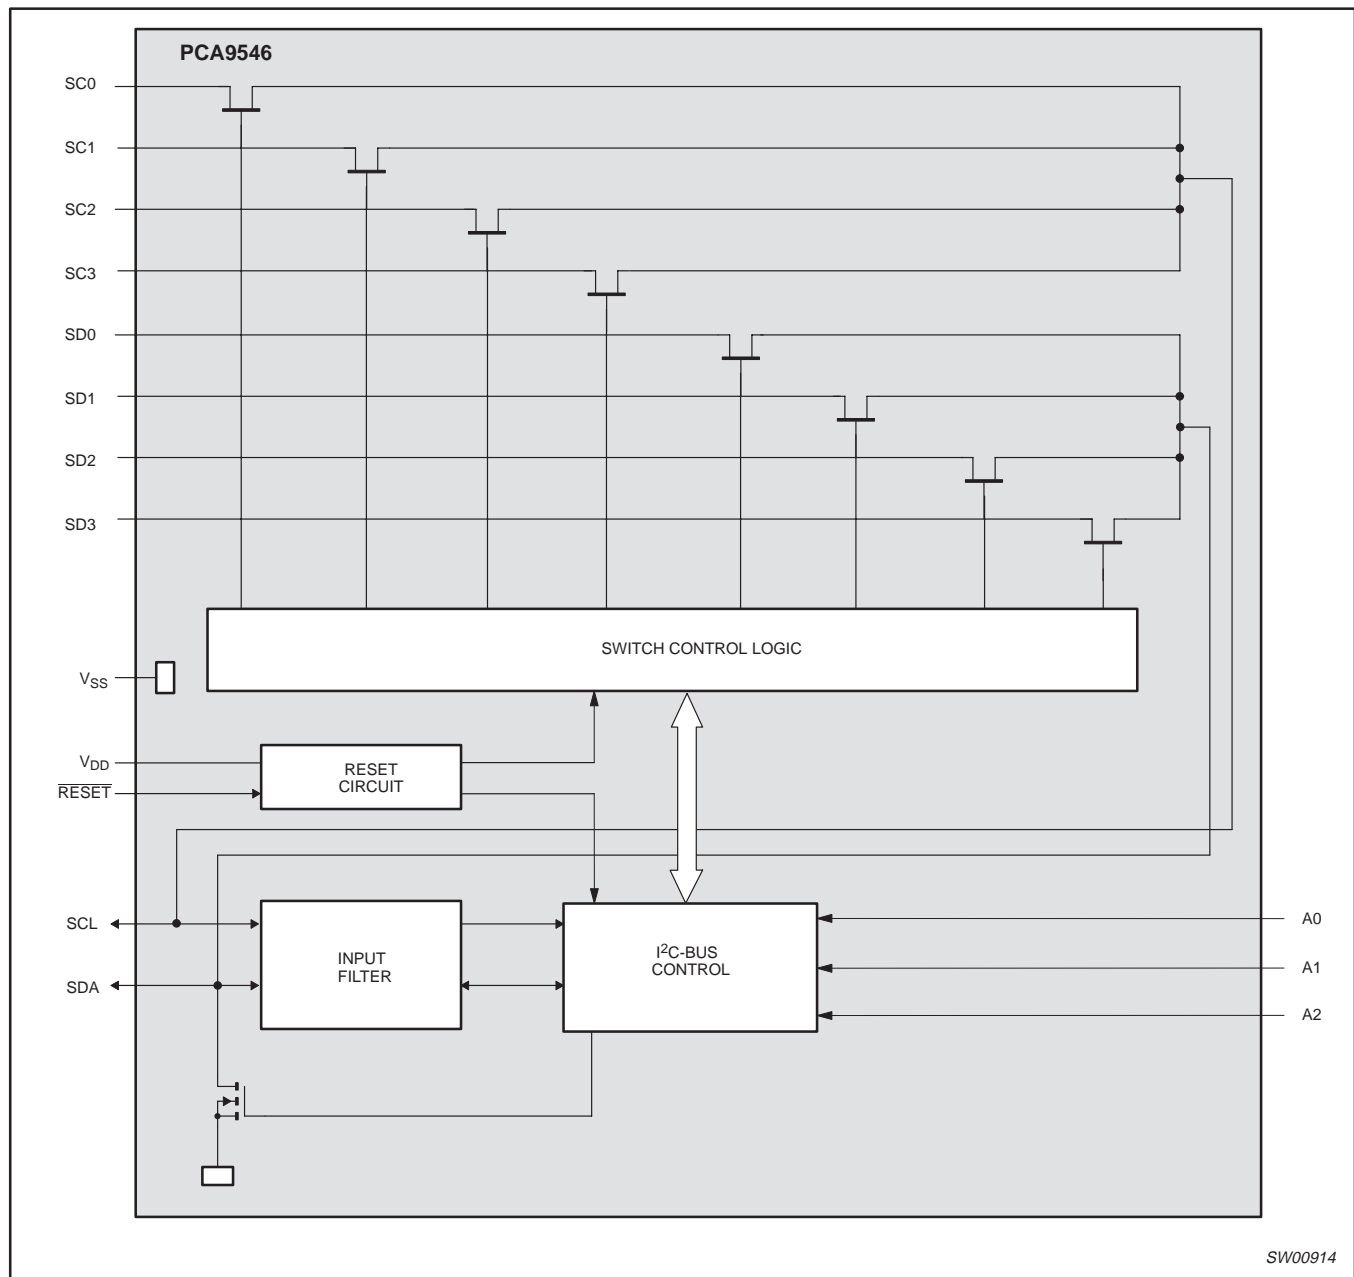 PCA9546
SC0
SC1
SC2
SC3
SD0
SD1
SD2
SD3
SWITCH CONTROL LOGIC
VSS
VDD
RESET
RESET
CIRCUIT
SCL
SDA
INPUT
FILTER
I²C-BUS
CONTROL
A0
A1
A2
SW00914